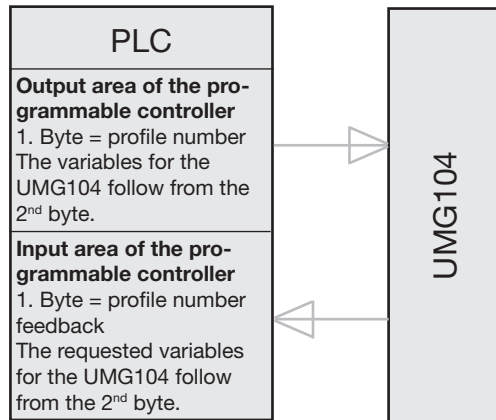 PLC
Output area of the pro-
grammable controller
1. Byte = profile number
The variables for the
UMG104 follow from the
2nd byte.
Input area of the pro-
grammable controller
1. Byte = profile number
feedback
The requested variables
for the UMG104 follow
from the 2nd byte.
UMG104